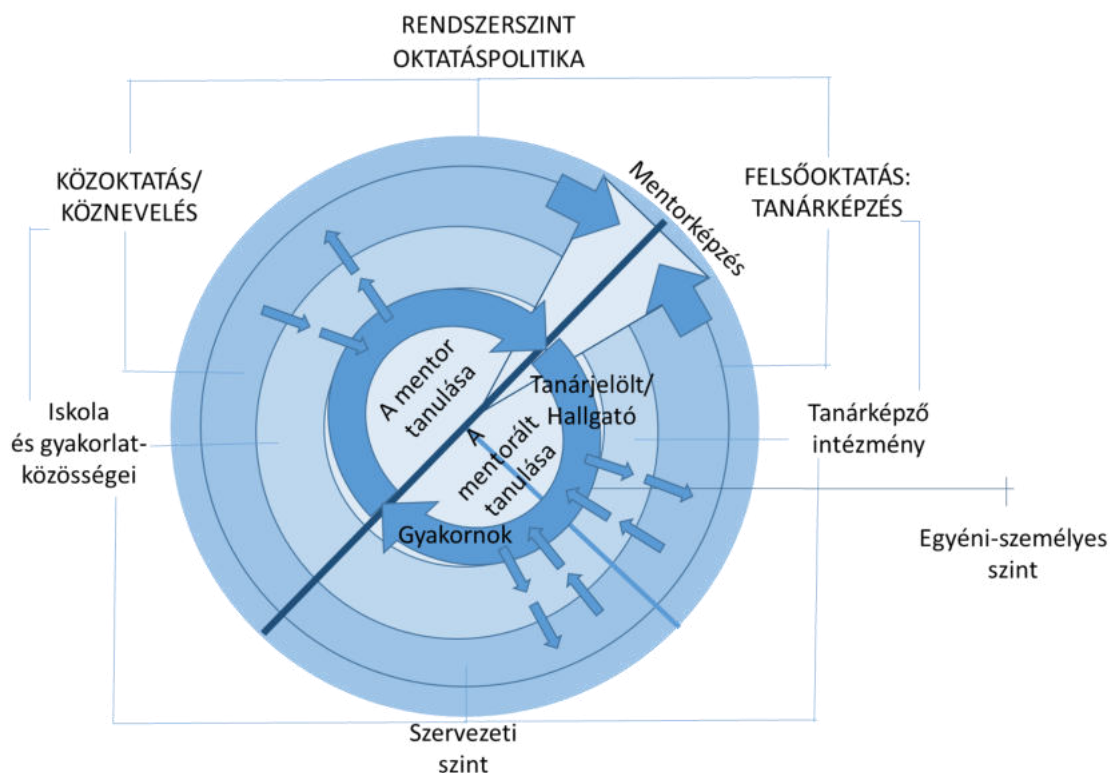 RENDSZERSZINT
OKTATÁSPOLITIKA
KÖZOKTATÁS/
KÖZNEVELÉS
Mentorképzés
FELSŐOKTATÁS:
TANÁRKÉPZÉS
A mentor
tanulása
Tanárjelölt/
Hallgató
A
mentorált
tanulása
Gyakornok
Iskola
és gyakorlat-
közösségei
Tanárképző
intézmény
Egyéni-személyes
szint
Szervezeti
szint